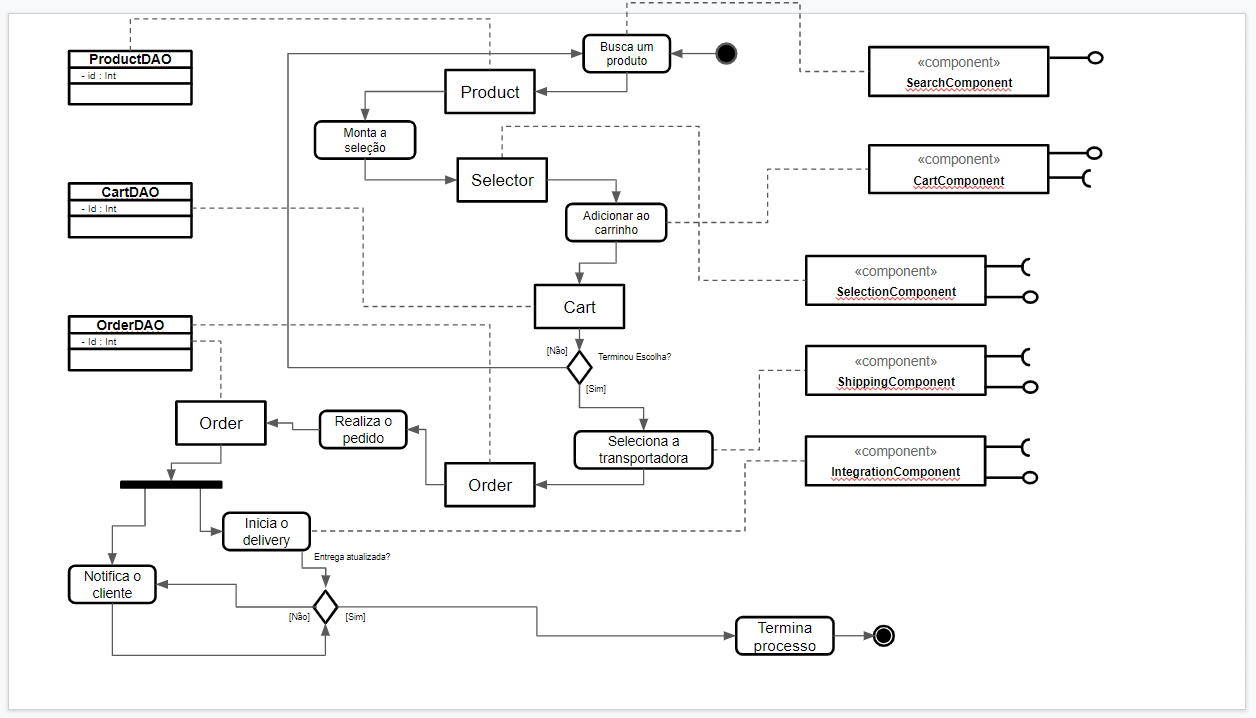 Busca um
produto
ProductDAO
- id : Int
Product
«component»
SearchComponent
Monta a
seleção
Selector
«component»
CartComponent
CartDAO
- Id : Int
Adicionar ao
carrinho
«component»
SelectionComponent
Cart
OrderDAO
- Id : Int
[Não]
Terminou Escolha?
[Sim]
«component»
ShippingComponent
Order
Realiza o
pedido
Seleciona a
transportadora
«component»
IntegrationComponent
Order
Inicia o
delivery
Entrega atualizada?
Notifica o
cliente
[Não]
[Sim]
Termina
processo